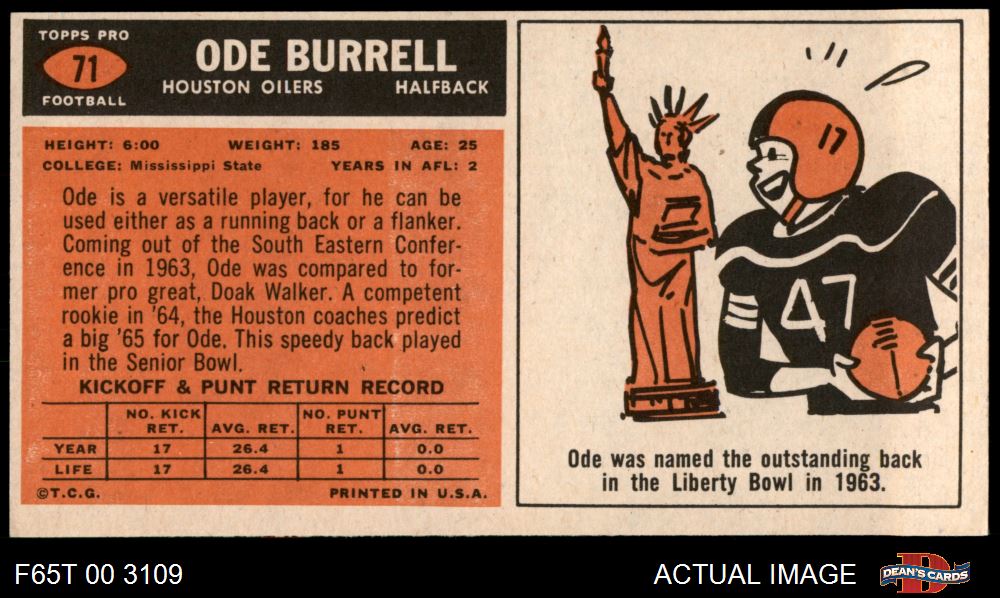 TOPPS PRO
71
FOOTBALL
ODE BURRELL
HOUSTON OILERS HALFBACK
HEIGHT: 6:00 WEIGHT: 185 AGE: 25
COLLEGE: Mississippi State YEARS IN AFL: 2
Ode is a versatile player, for he can be
used either as a running back or a flanker.
Coming out of the South Eastern Confer-
ence in 1963, Ode was compared to for-
mer pro great, Doak Walker. A competent
rookie in '64, the Houston coaches predict
a big '65 for Ode. This speedy back played
in the Senior Bowl.
KICKOFF & PUNT RETURN RECORD
NO. KICK RET. AVG. RET. NO. PUNT RET. AVG. RET.
YEAR 17 26.4 1 0.0
LIFE 17 26.4 1 0.0
©T.C.G. PRINTED IN U.S.A.
17
47
Ode was named the outstanding back
in the Liberty Bowl in 1963.
F65T 00 3109
ACTUAL IMAGE
D
DEAN'S CARDS